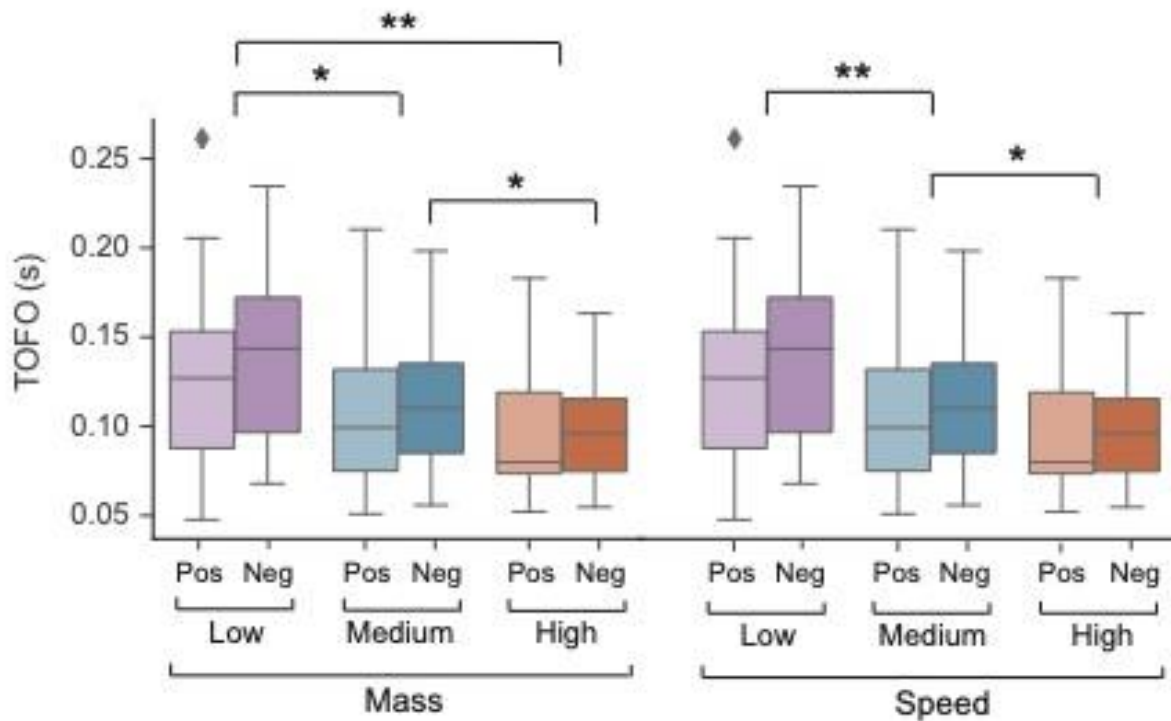 **
*
**
*
*
TOFO (s)
0.25
0.20
0.15
0.10
0.05
Pos Neg Pos Neg Pos Neg Pos Neg Pos Neg Pos Neg
Low Medium High Low Medium High
Mass Speed